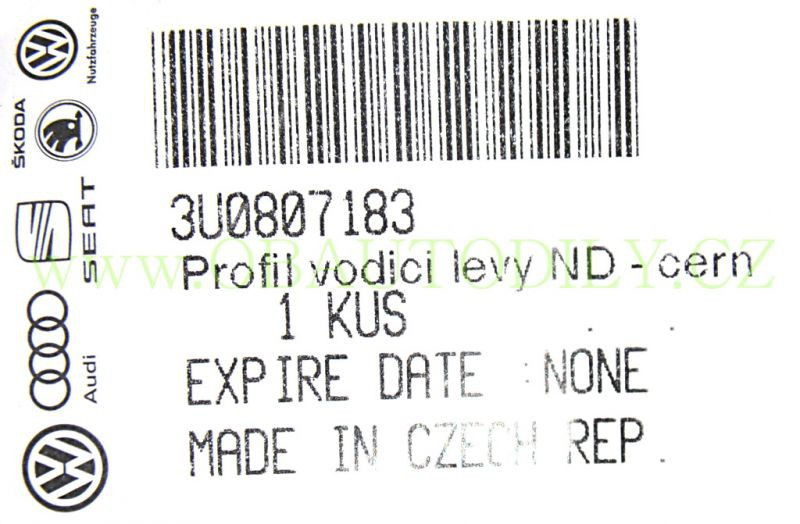 Nutzfahrzeuge
ŠKODA
SEAT
Audi
3U0807183
Profil vodici levy ND - cern
1 KUS
EXPIRE DATE : NONE
MADE IN CZECH REP.
www.OBAUTODILY.CZ